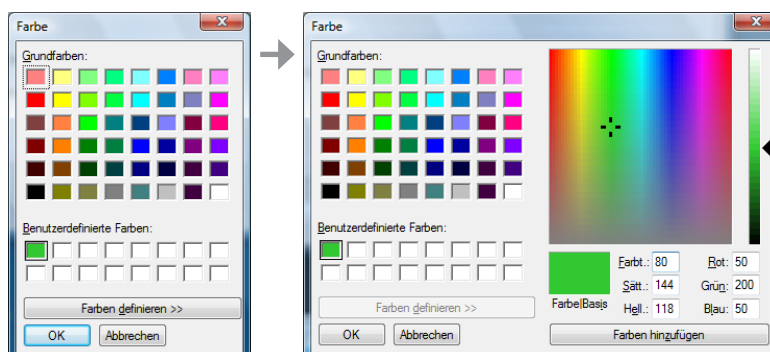 Farbe
Grundfarben:
Benutzerdefinierte Farben:
Farben definieren >>
OK
Abbrechen
Farbe
Grundfarben:
Benutzerdefinierte Farben:
Farben definieren >>
OK
Abbrechen
Farbe|Basis
Farbt.: 80
Sätt.: 144
Hell.: 118
Rot: 50
Grün: 200
Blau: 50
Farben hinzufügen